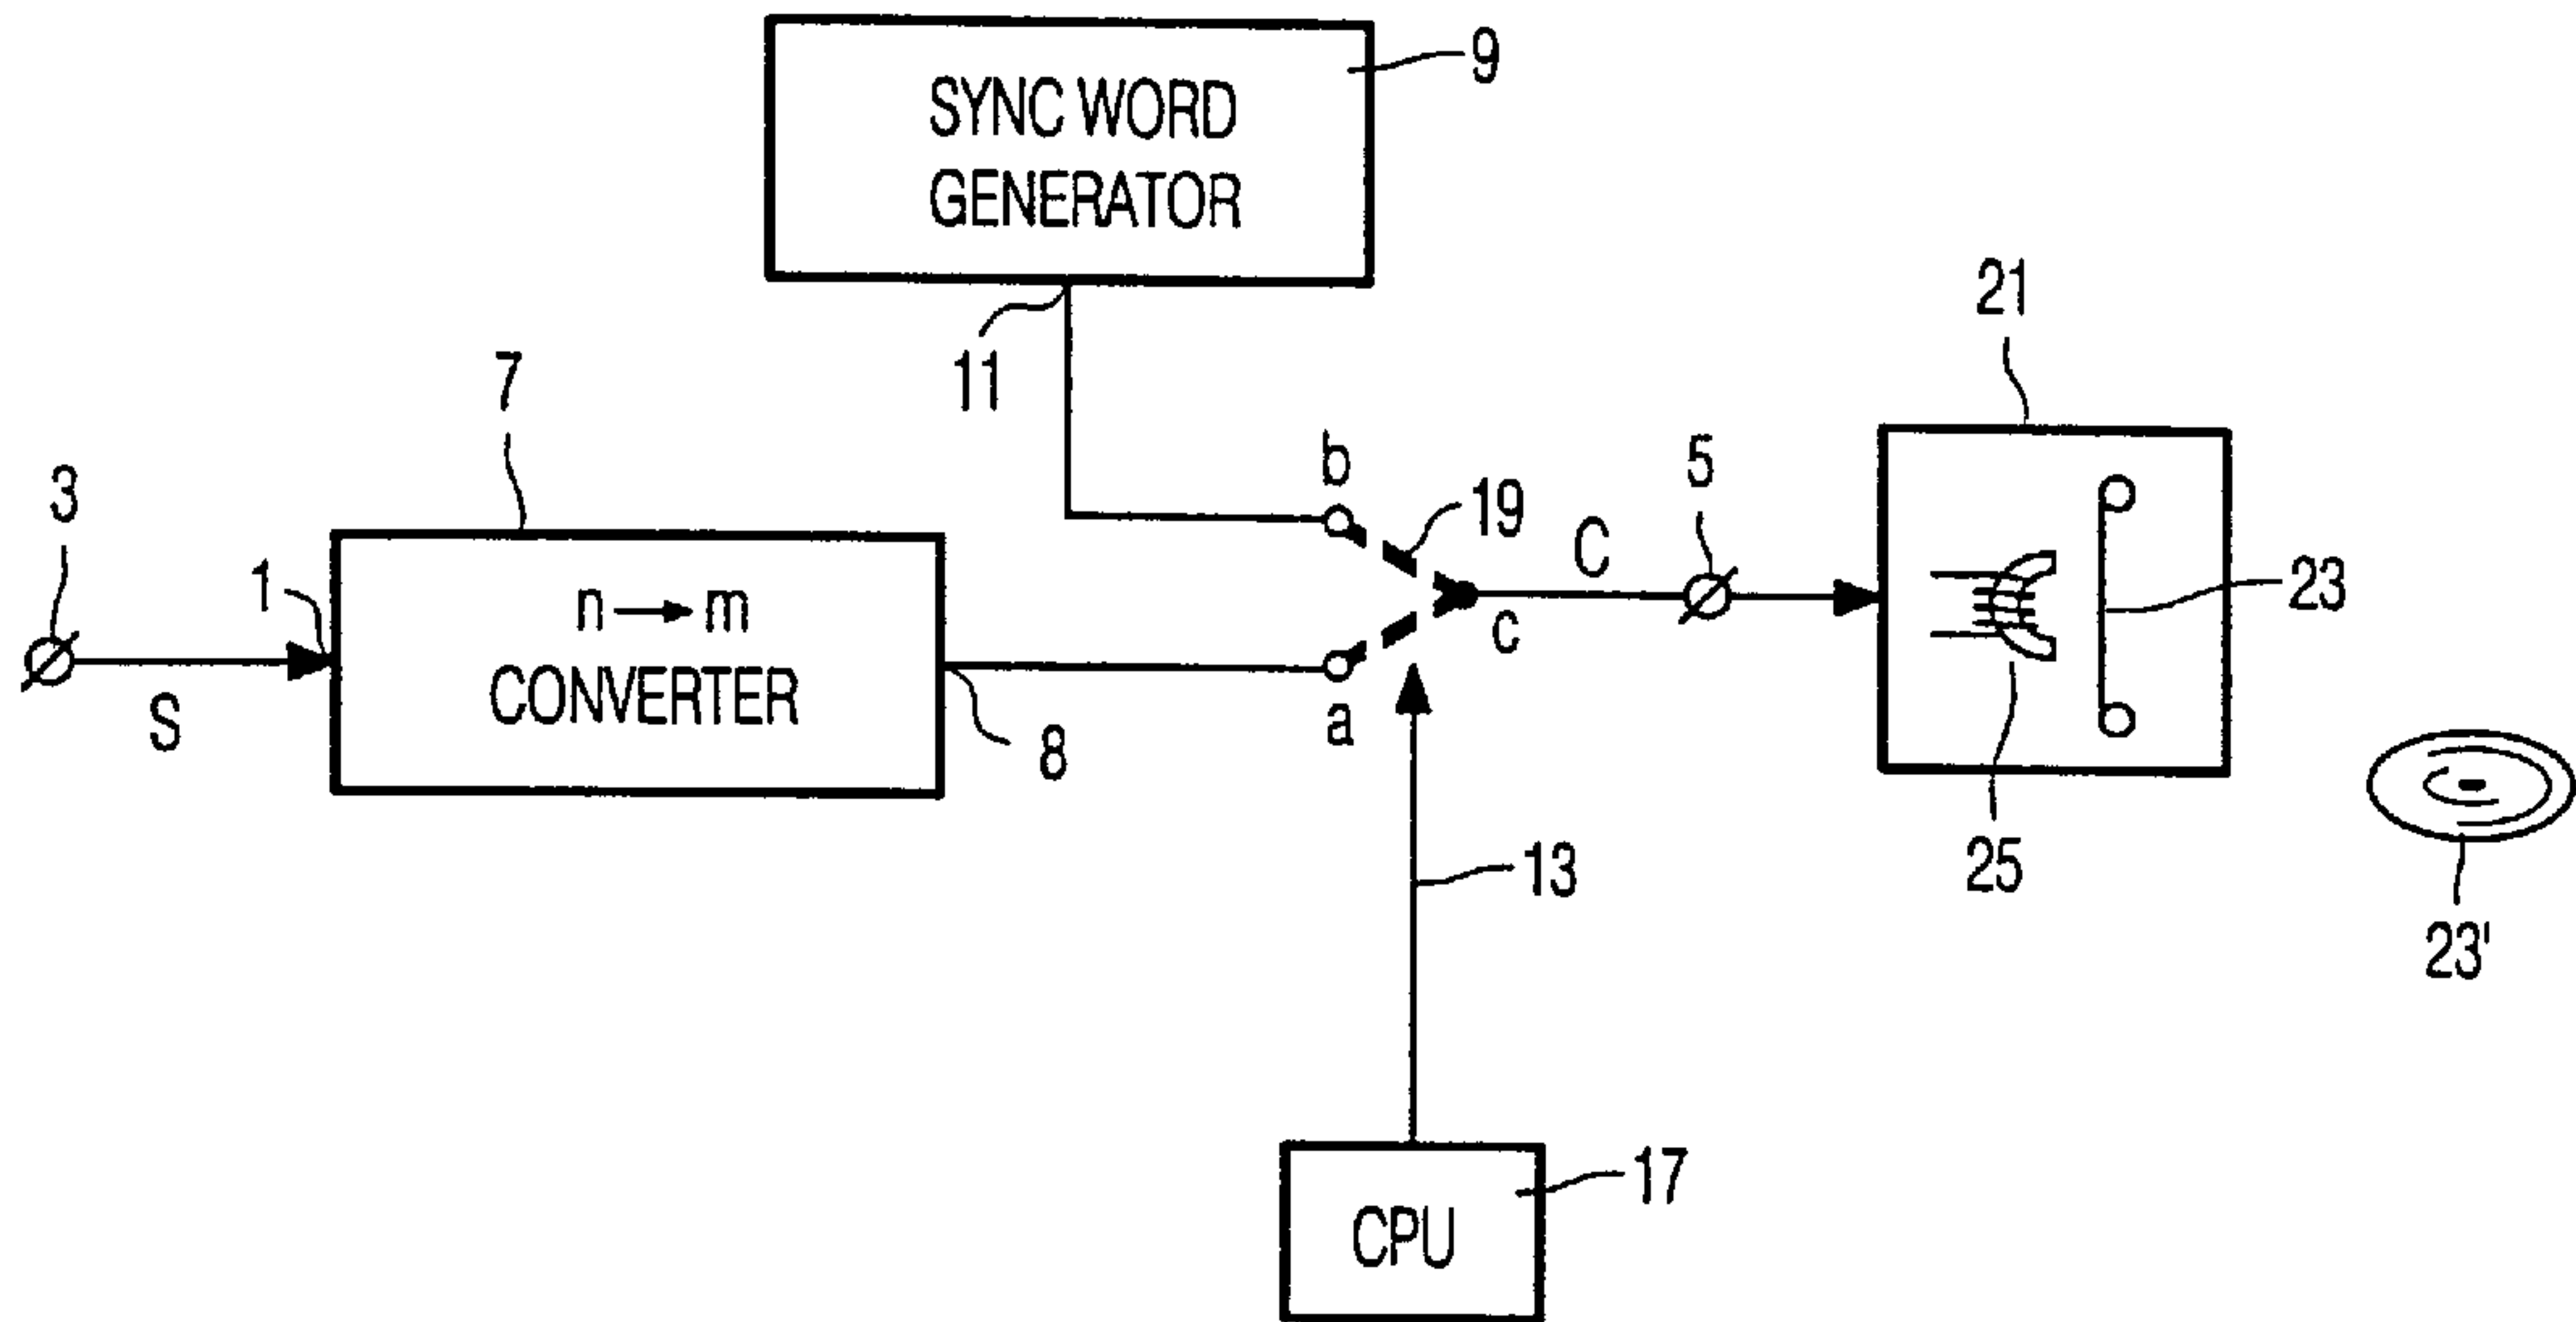 SYNC WORD
GENERATOR
9
11
21
7
3
1
n → m
CONVERTER
S
8
b
19
a
c
C
5
23
25
23'
13
17
CPU